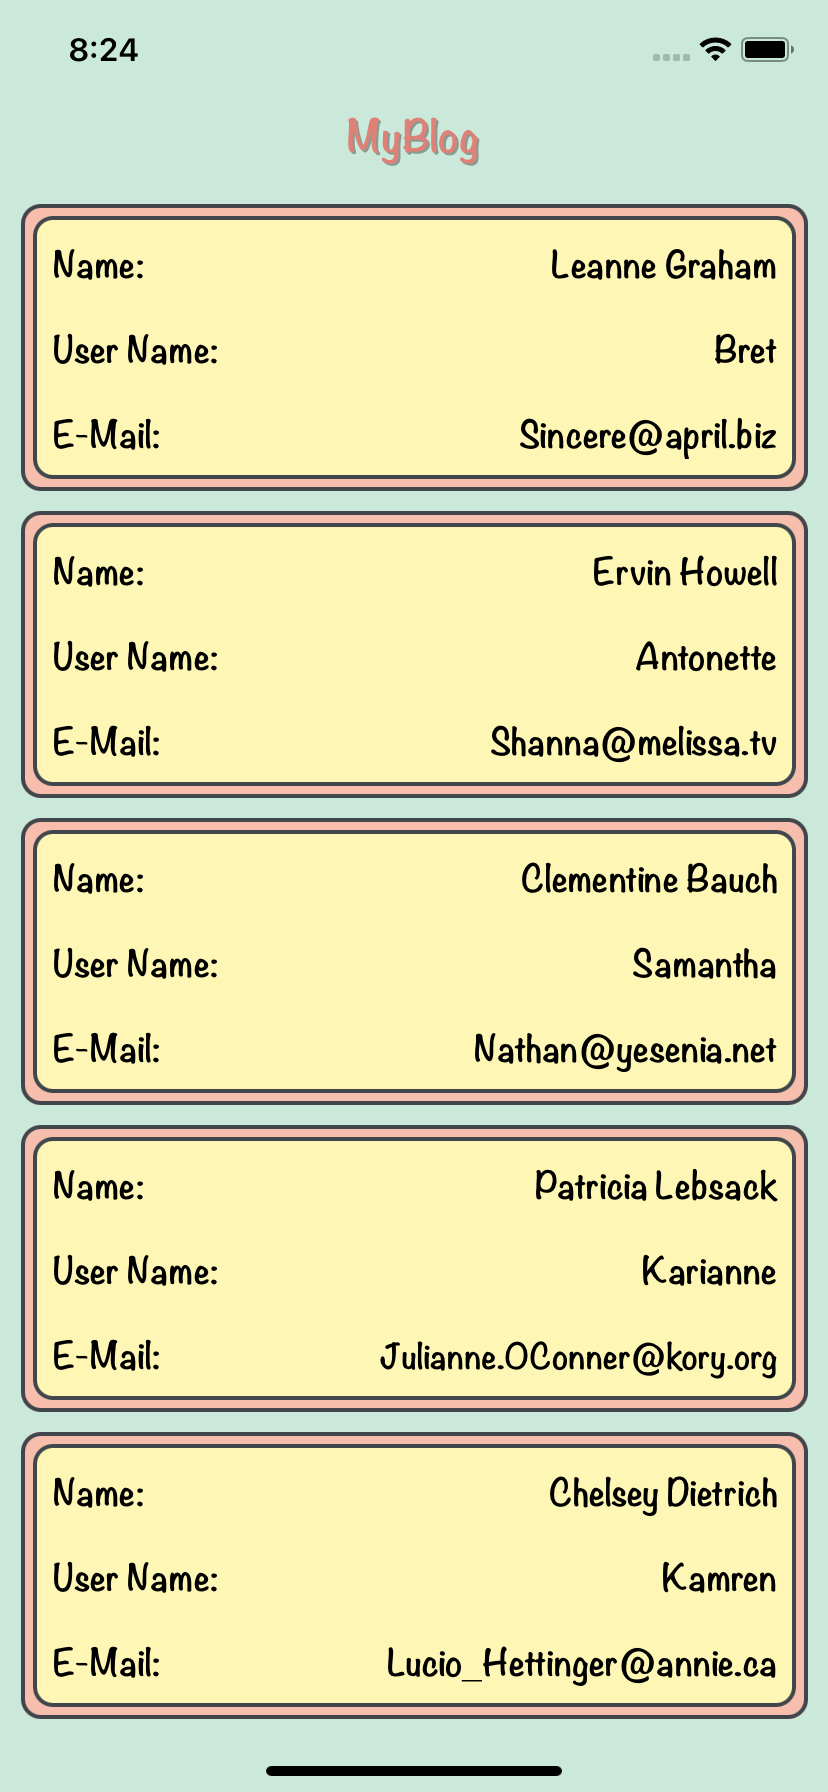 8:24
MyBlog
Name: Leanne Graham
User Name: Bret
E-Mail: Sincere@april.biz
Name: Ervin Howell
User Name: Antonette
E-Mail: Shanna@melissa.tv
Name: Clementine Bauch
User Name: Samantha
E-Mail: Nathan@yesenia.net
Name: Patricia Lebsack
User Name: Karianne
E-Mail: Julianne.OConner@kory.org
Name: Chelsey Dietrich
User Name: Kamren
E-Mail: Lucio_Hettinger@annie.ca